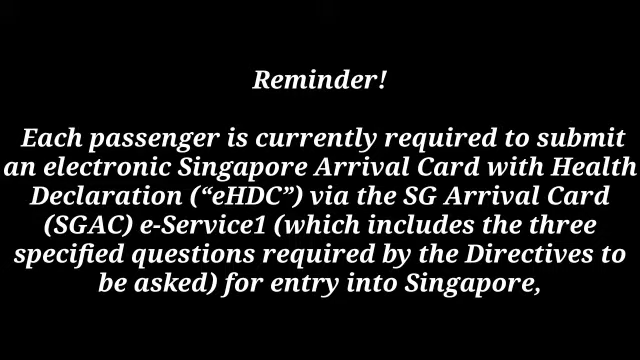 Reminder!
Each passenger is currently required to submit
an electronic Singapore Arrival Card with Health
Declaration (“eHDC”) via the SG Arrival Card
(SGAC) e-Service1 (which includes the three
specified questions required by the Directives to
be asked) for entry into Singapore,